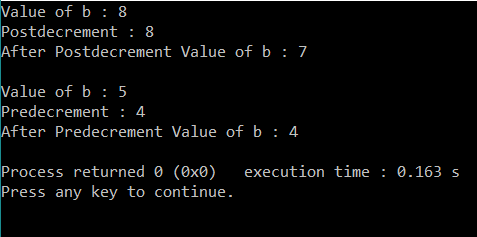 Value of b : 8
Postdecrement : 8
After Postdecrement Value of b : 7
Value of b : 5
Predecrement : 4
After Predecrement Value of b : 4
Process returned 0 (0x0)   execution time : 0.163 s
Press any key to continue.